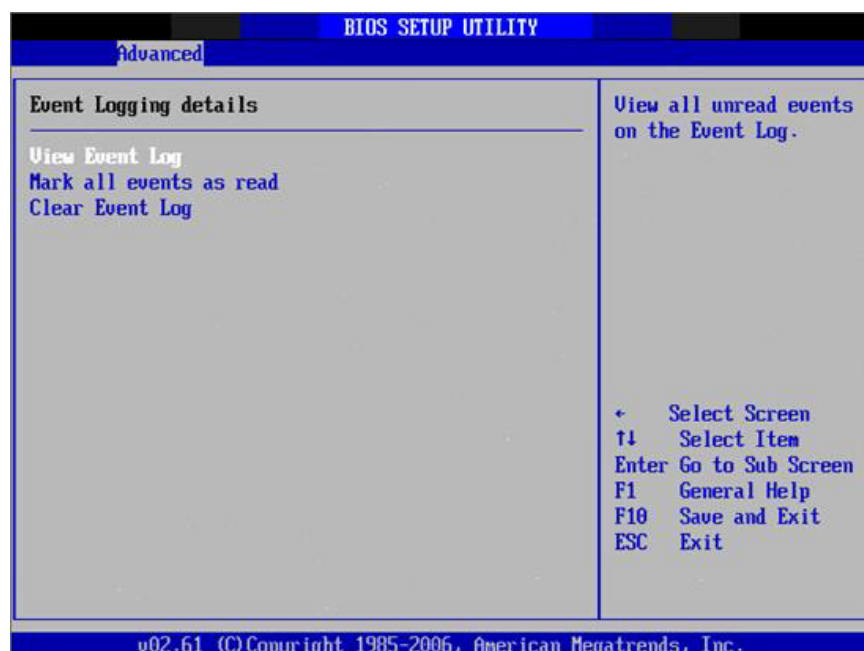 BIOS SETUP UTILITY
Advanced
Event Logging details
View Event Log
Mark all events as read
Clear Event Log
View all unread events
on the Event Log.
← Select Screen
↑↓ Select Item
Enter Go to Sub Screen
F1 General Help
F10 Save and Exit
ESC Exit
v02.61 (C)Copyright 1985-2006, American Megatrends, Inc.